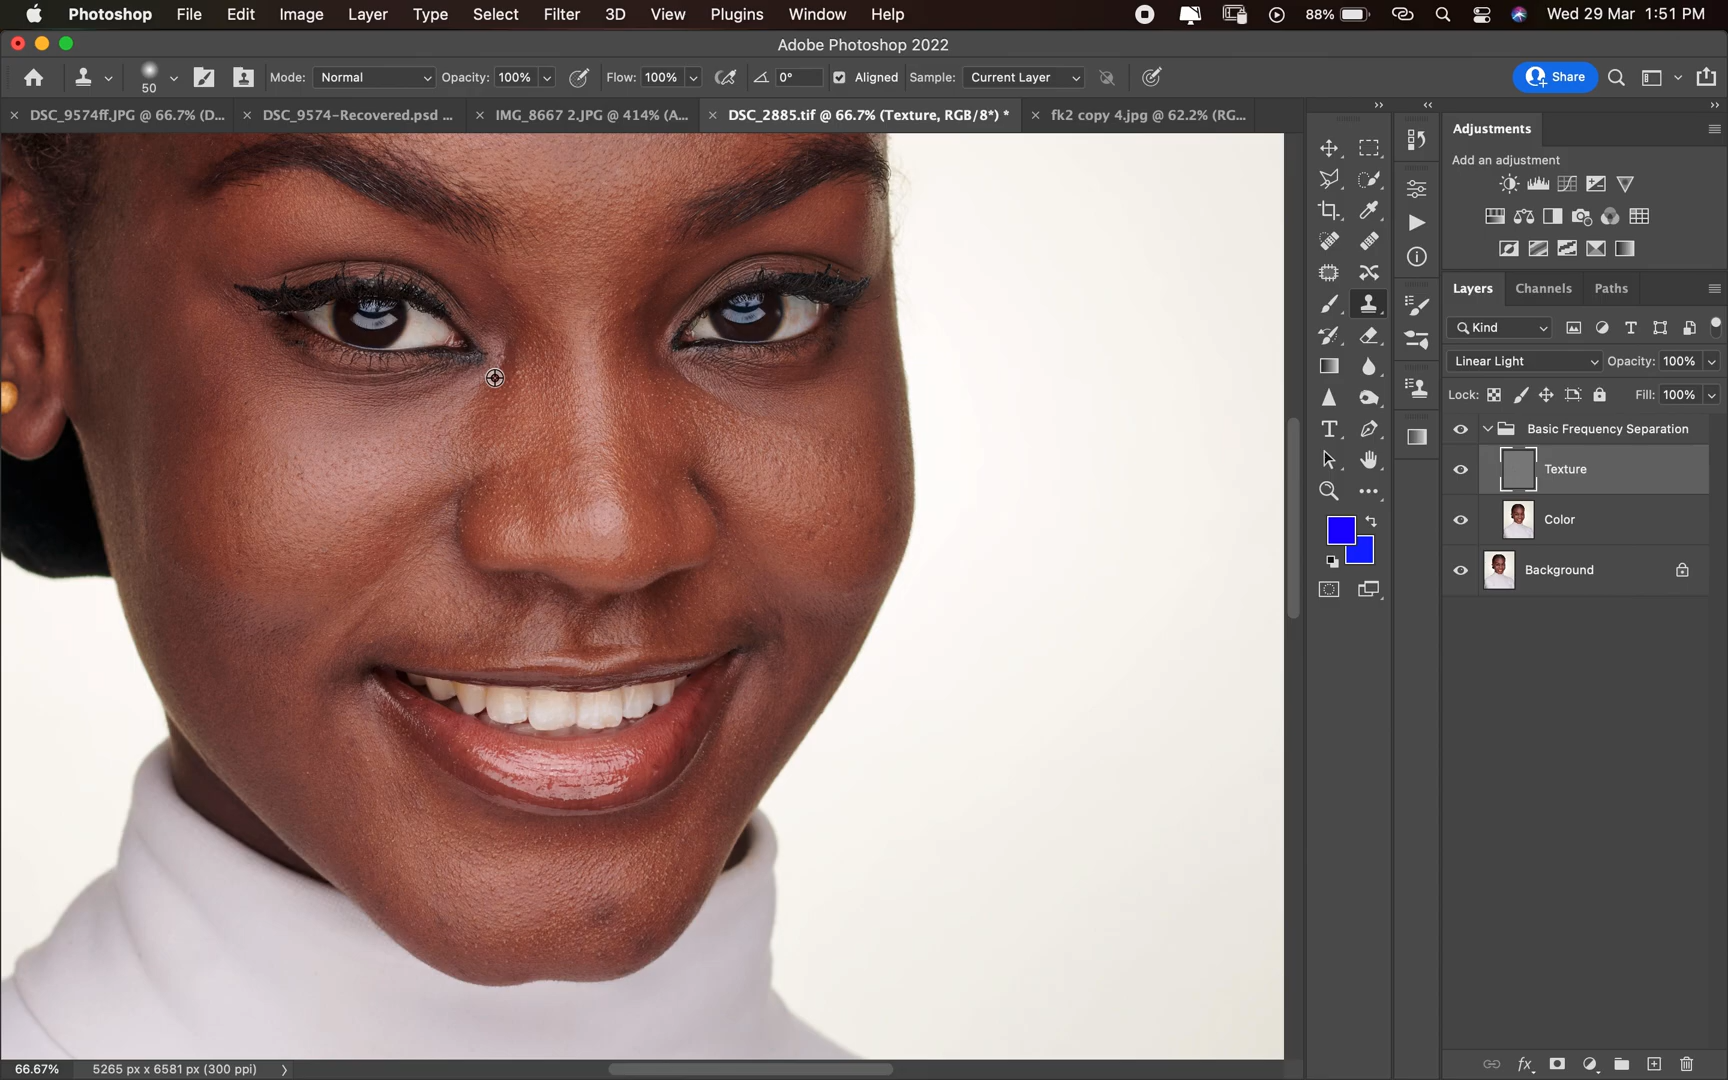 Photoshop File Edit Image Layer Type Select Filter 3D View Plugins Window Help 88% Wed 29 Mar 1:51 PM
Adobe Photoshop 2022
50 Mode: Normal Opacity: 100% Flow: 100% 0° Aligned Sample: Current Layer Share
× DSC_9574ff.JPG @ 66.7% (D... × DSC_9574-Recovered.psd ... × IMG_8667 2.JPG @ 414% (A... × DSC_2885.tif @ 66.7% (Texture, RGB/8*) * × fk2 copy 4.jpg @ 62.2% (RG...
Adjustments
Add an adjustment
Layers Channels Paths
Kind
Linear Light Opacity: 100%
Lock: Fill: 100%
Basic Frequency Separation
Texture
Color
Background
66.67% 5265 px x 6581 px (300 ppi)